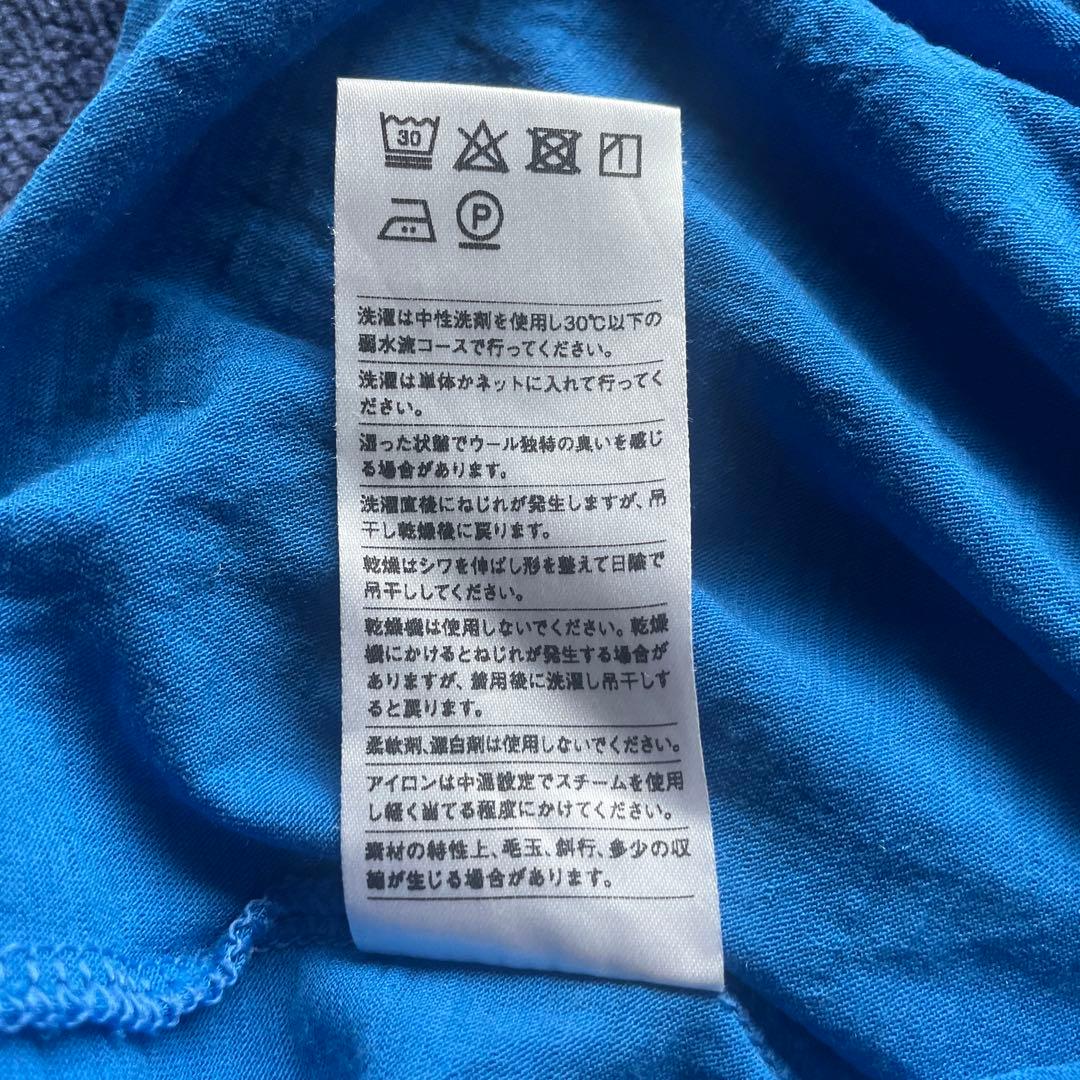 30
P
洗濯は中性洗剤を使用し30℃以下の
弱水流コースで行ってください。
洗濯は単体かネットに入れて行ってく
ださい。
湿った状態でウール独特の臭いを感じ
る場合があります。
洗濯直後にねじれが発生しますが、吊
干し乾燥後に戻ります。
乾燥はシワを伸ばし形を整えて日陰で
吊干ししてください。
乾燥機は使用しないでください。乾燥
機にかけるとねじれが発生する場合が
ありますが、着用後に洗濯し吊干しす
ると戻ります。
柔軟剤、漂白剤は使用しないでください。
アイロンは中温設定でスチームを使用
し軽く当てる程度にかけてください。
素材の特性上、毛玉、斜行、多少の収
縮が生じる場合があります。